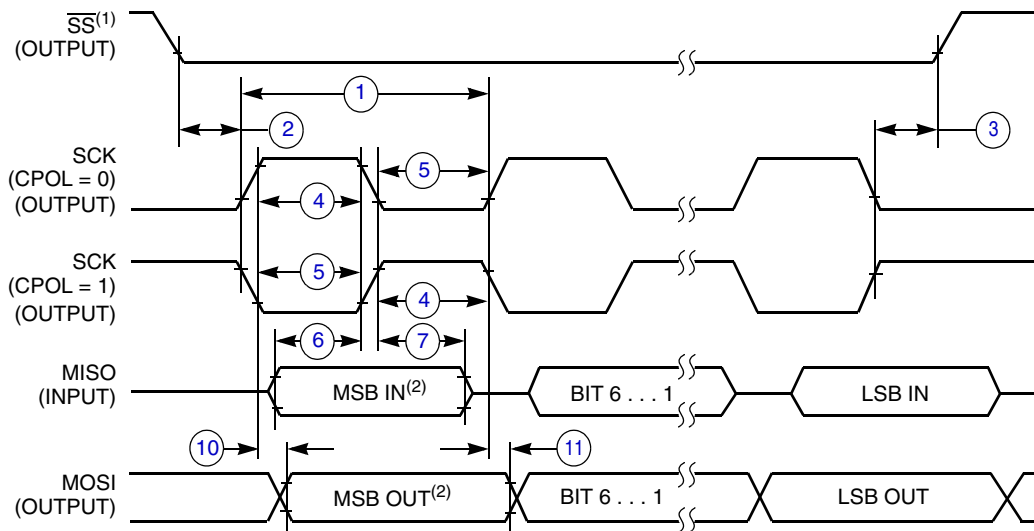 SS(1)
(OUTPUT)
1
2
3
SCK
(CPOL = 0)
(OUTPUT)
5
4
SCK
(CPOL = 1)
(OUTPUT)
5
4
6
7
MISO
(INPUT)
MSB IN(2)
BIT 6 . . . 1
LSB IN
10
11
MOSI
(OUTPUT)
MSB OUT(2)
BIT 6 . . . 1
LSB OUT